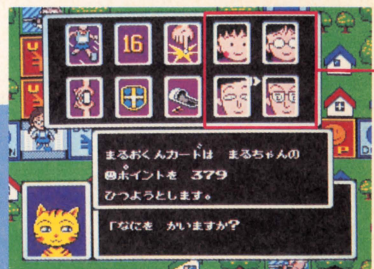 16
まるおくんカードは まるちゃんの
ポイントを 379
ひつようとします。
「なにを かいますか?